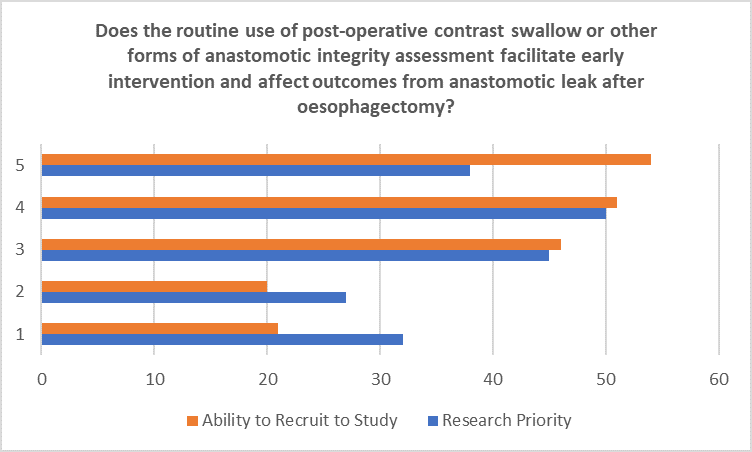 Does the routine use of post-operative contrast swallow or other
forms of anastomotic integrity assessment facilitate early
intervention and affect outcomes from anastomotic leak after
oesophagectomy?
5
4
3
2
1
0 10 20 30 40 50 60
Ability to Recruit to Study Research Priority